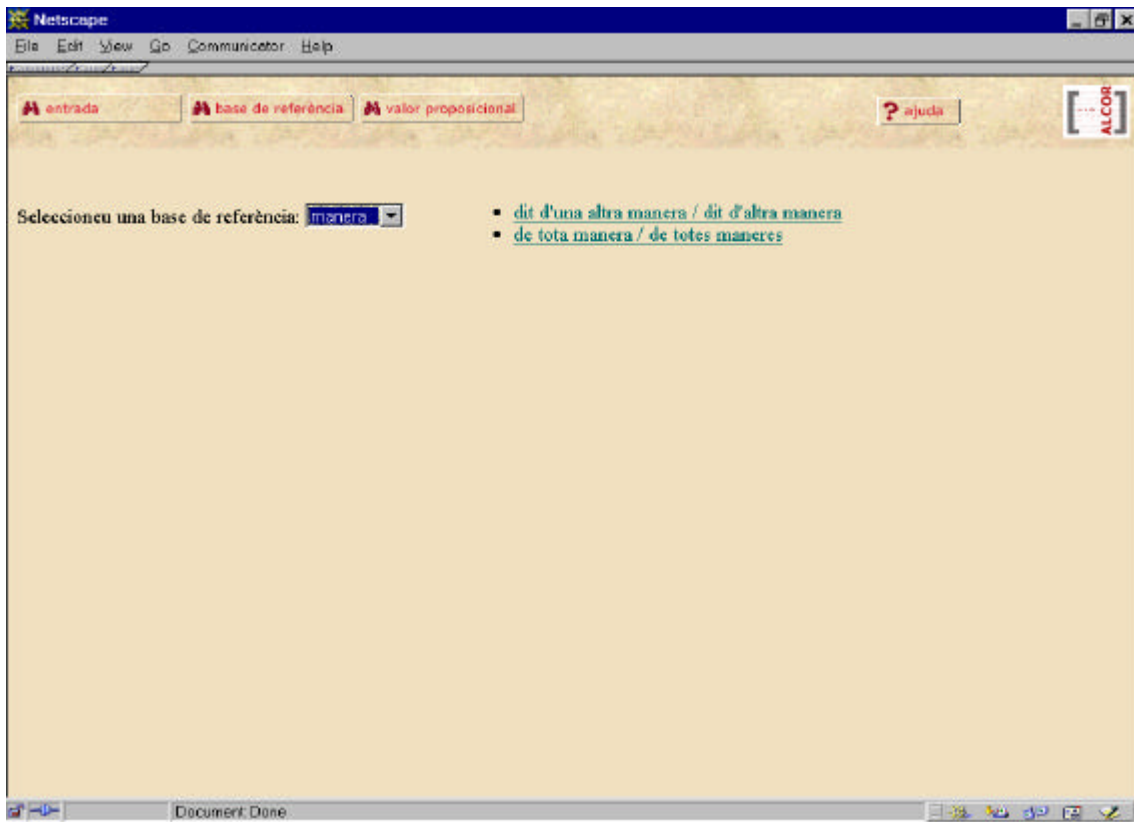 Netscape
File Edit View Go Communicator Help
entrada base de referència valor proposicional ? ajuda
ALCOR
Seleccioneu una base de referència: manera
dit d'una altra manera / dit d'altra manera
de tota manera / de totes maneres
Document: Done